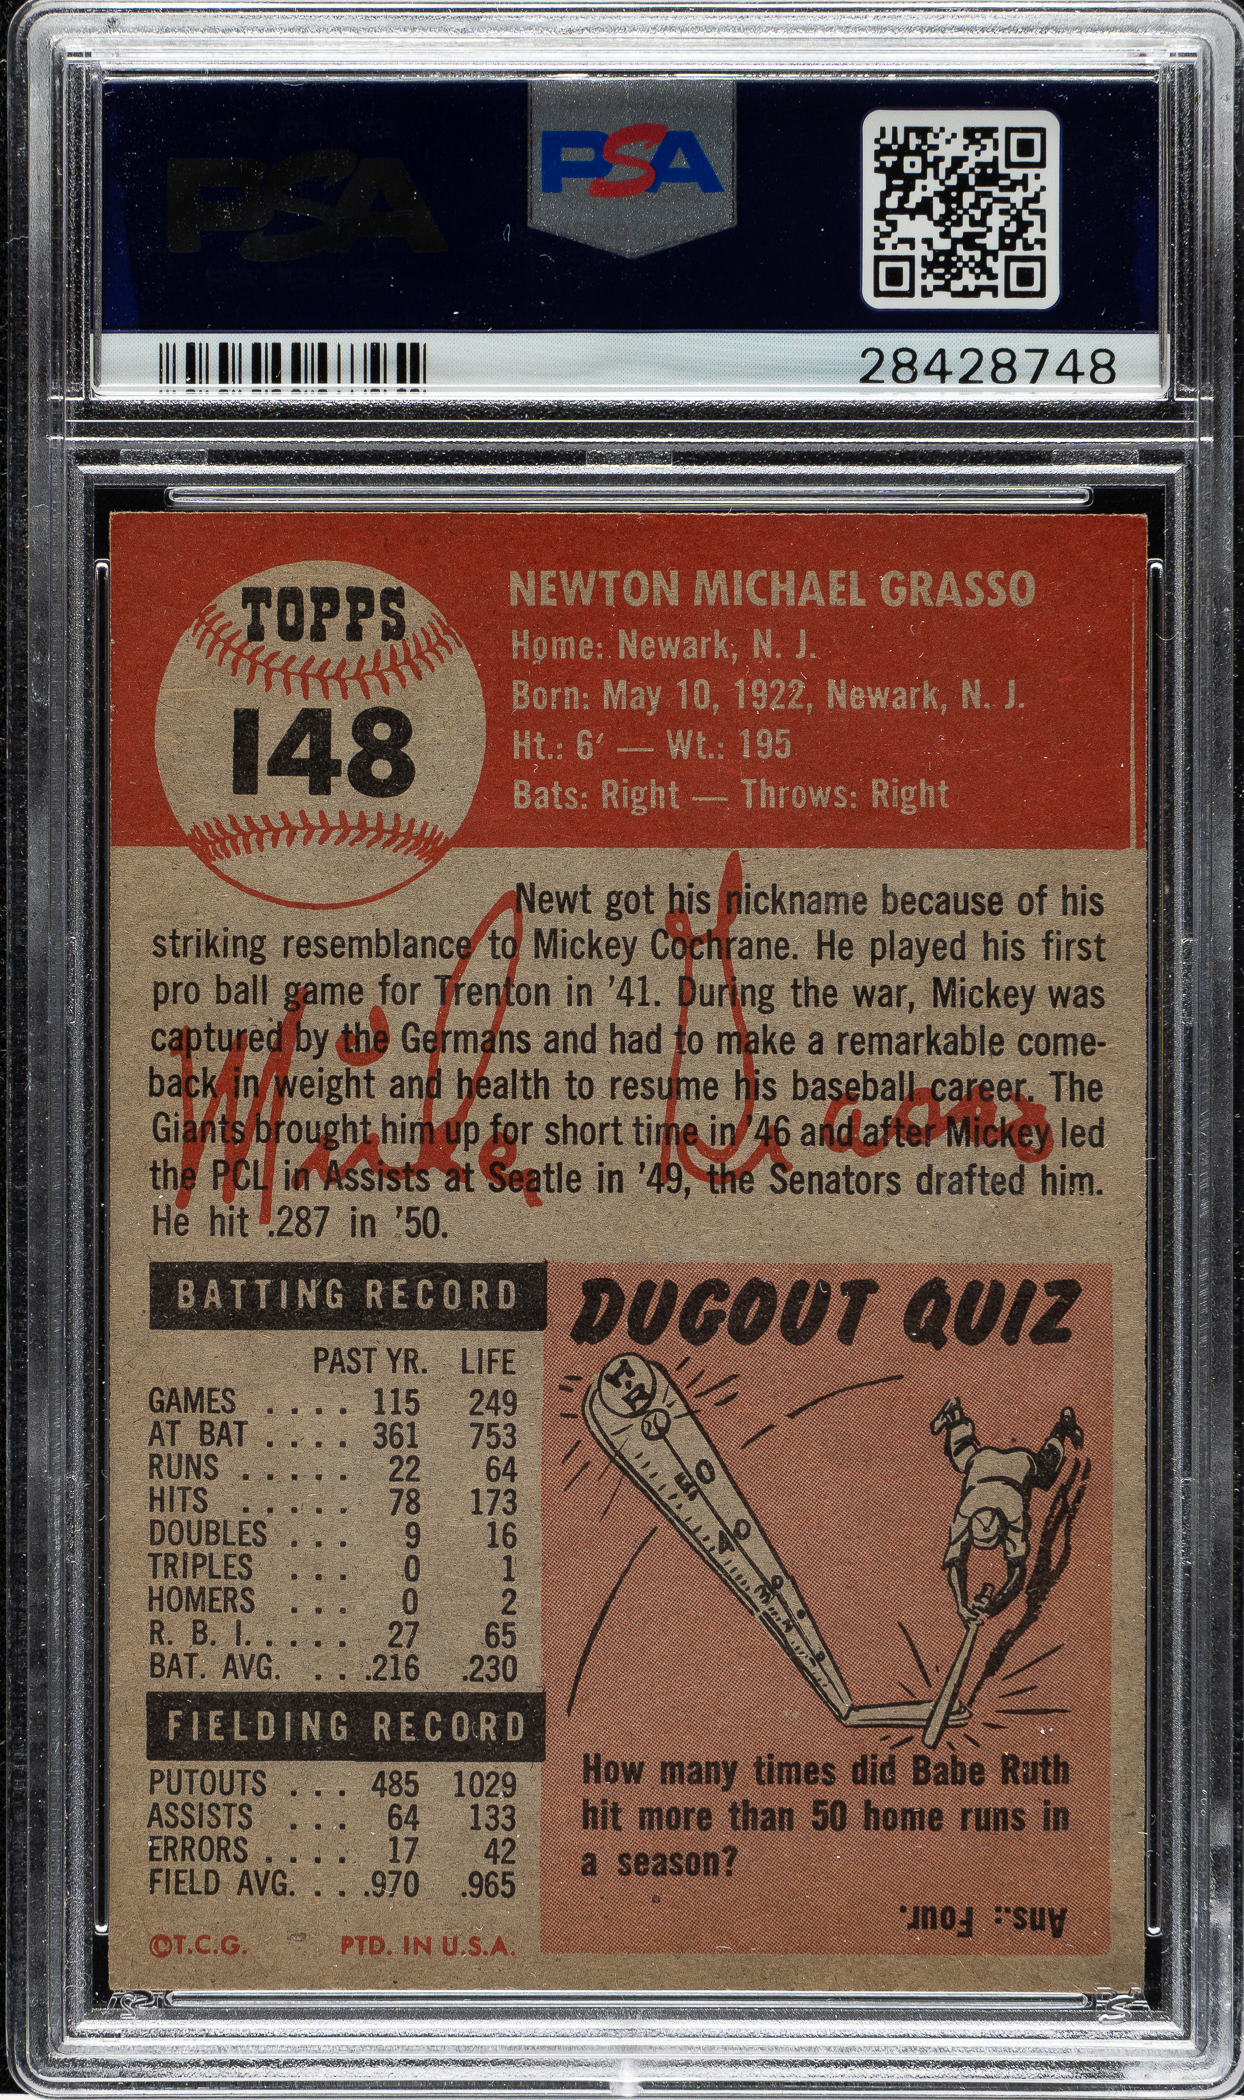 PSA
PSA
28428748
TOPPS
148
NEWTON MICHAEL GRASSO
Home: Newark, N. J.
Born: May 10, 1922, Newark, N. J.
Ht.: 6′ — Wt.: 195
Bats: Right — Throws: Right
Newt got his nickname because of his
striking resemblance to Mickey Cochrane. He played his first
pro ball game for Trenton in '41. During the war, Mickey was
captured by the Germans and had to make a remarkable come-
back in weight and health to resume his baseball career. The
Giants brought him up for short time in '46 and after Mickey led
the PCL in Assists at Seatle in '49, the Senators drafted him.
He hit .287 in '50.
Mike Grasso
BATTING RECORD
PAST YR. LIFE
GAMES .... 115 249
AT BAT .... 361 753
RUNS ..... 22 64
HITS ..... 78 173
DOUBLES ... 9 16
TRIPLES ... 0 1
HOMERS ... 0 2
R. B. I..... 27 65
BAT. AVG. ...216 .230
FIELDING RECORD
PUTOUTS ... 485 1029
ASSISTS ... 64 133
ERRORS .... 17 42
FIELD AVG. ...970 .965
©T.C.G. PTD. IN U.S.A.
DUGOUT QUIZ
50
40
30
How many times did Babe Ruth
hit more than 50 home runs in
a season?
Ans.: Four.